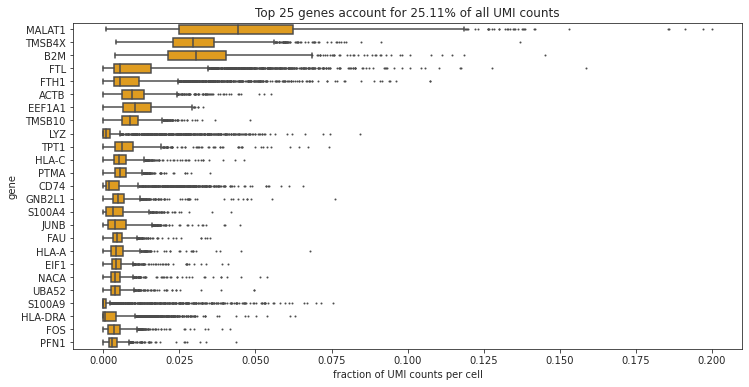 Top 25 genes account for 25.11% of all UMI counts
MALAT1
TMSB4X
B2M
FTL
FTH1
ACTB
EEF1A1
TMSB10
LYZ
TPT1
HLA-C
PTMA
CD74
GNB2L1
S100A4
JUNB
FAU
HLA-A
EIF1
NACA
UBA52
S100A9
HLA-DRA
FOS
PFN1
gene
0.000 0.025 0.050 0.075 0.100 0.125 0.150 0.175 0.200
fraction of UMI counts per cell